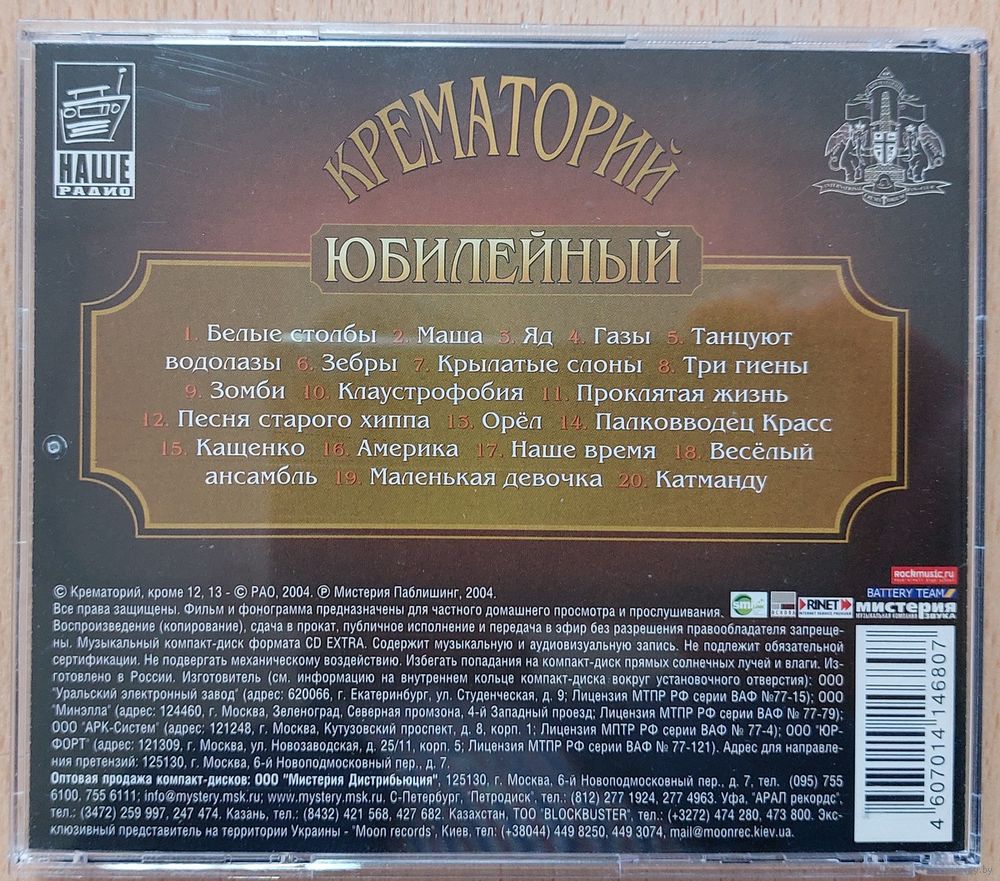 НАШЕ
РАДИО
КРЕМАТОРИЙ
ЮБИЛЕЙНЫЙ
1. Белые столбы 2. Маша 3. Яд 4. Газы 5. Танцуют
водолазы 6. Зебры 7. Крылатые слоны 8. Три гиены
9. Зомби 10. Клаустрофобия 11. Проклятая жизнь
12. Песня старого хиппа 13. Орёл 14. Палковводец Красс
15. Кащенко 16. Америка 17. Наше время 18. Весёлый
ансамбль 19. Маленькая девочка 20. Катманду
rockmusic.ru
BATTERY TEAM
RINET
мистерия
ЗВУКА
© Крематорий, кроме 12, 13 - © РАО, 2004. ℗ Мистерия Паблишинг, 2004.
Все права защищены. Фильм и фонограмма предназначены для частного домашнего просмотра и прослушивания.
Воспроизведение (копирование), сдача в прокат, публичное исполнение и передача в эфир без разрешения правообладателя запреще-
ны. Музыкальный компакт-диск формата CD EXTRA. Содержит музыкальную и аудиовизуальную запись. Не подлежит обязательной
сертификации. Не подвергать механическому воздействию. Избегать попадания на компакт-диск прямых солнечных лучей и влаги. Из-
готовлено в России. Изготовитель (см. информацию на внутреннем кольце компакт-диска вокруг установочного отверстия): ООО
"Уральский электронный завод" (адрес: 620066, г. Екатеринбург, ул. Студенческая, д. 9; Лицензия МТПР РФ серии ВАФ №77-15); ООО
"Минэлла" (адрес: 124460, г. Москва, Зеленоград, Северная промзона, 4-й Западный проезд; Лицензия МТПР РФ серии ВАФ № 77-79);
ООО "АРК-Систем" (адрес: 121248, г. Москва, Кутузовский проспект, д. 8, корп. 1; Лицензия МПТР РФ серии ВАФ № 77-4); ООО "ЮР-
ФОРТ" (адрес: 121309, г. Москва, ул. Новозаводская, д. 25/11, корп. 5; Лицензия МТПР РФ серии ВАФ № 77-121). Адрес для направле-
ния претензий: 125130, г. Москва, 6-й Новоподмосковный пер., д. 7.
Оптовая продажа компакт-дисков: ООО "Мистерия Дистрибьюция", 125130, г. Москва, 6-й Новоподмосковный пер., д. 7, тел. (095) 755
6100, 755 6111; info@mystery.msk.ru; www.mystery.msk.ru. С-Петербург, "Петродиск", тел.: (812) 277 1924, 277 4963. Уфа, "АРАЛ рекордс",
тел.: (3472) 259 997, 247 474. Казань, тел.: (8432) 421 568, 427 682. Казахстан, ТОО "BLOCKBUSTER", тел.: (+3272) 474 280, 473 800. Экс-
клюзивный представитель на территории Украины - "Moon records", Киев, тел.: (+38044) 449 8250, 449 3074, mail@moonrec.kiev.ua.
4 607014 146807